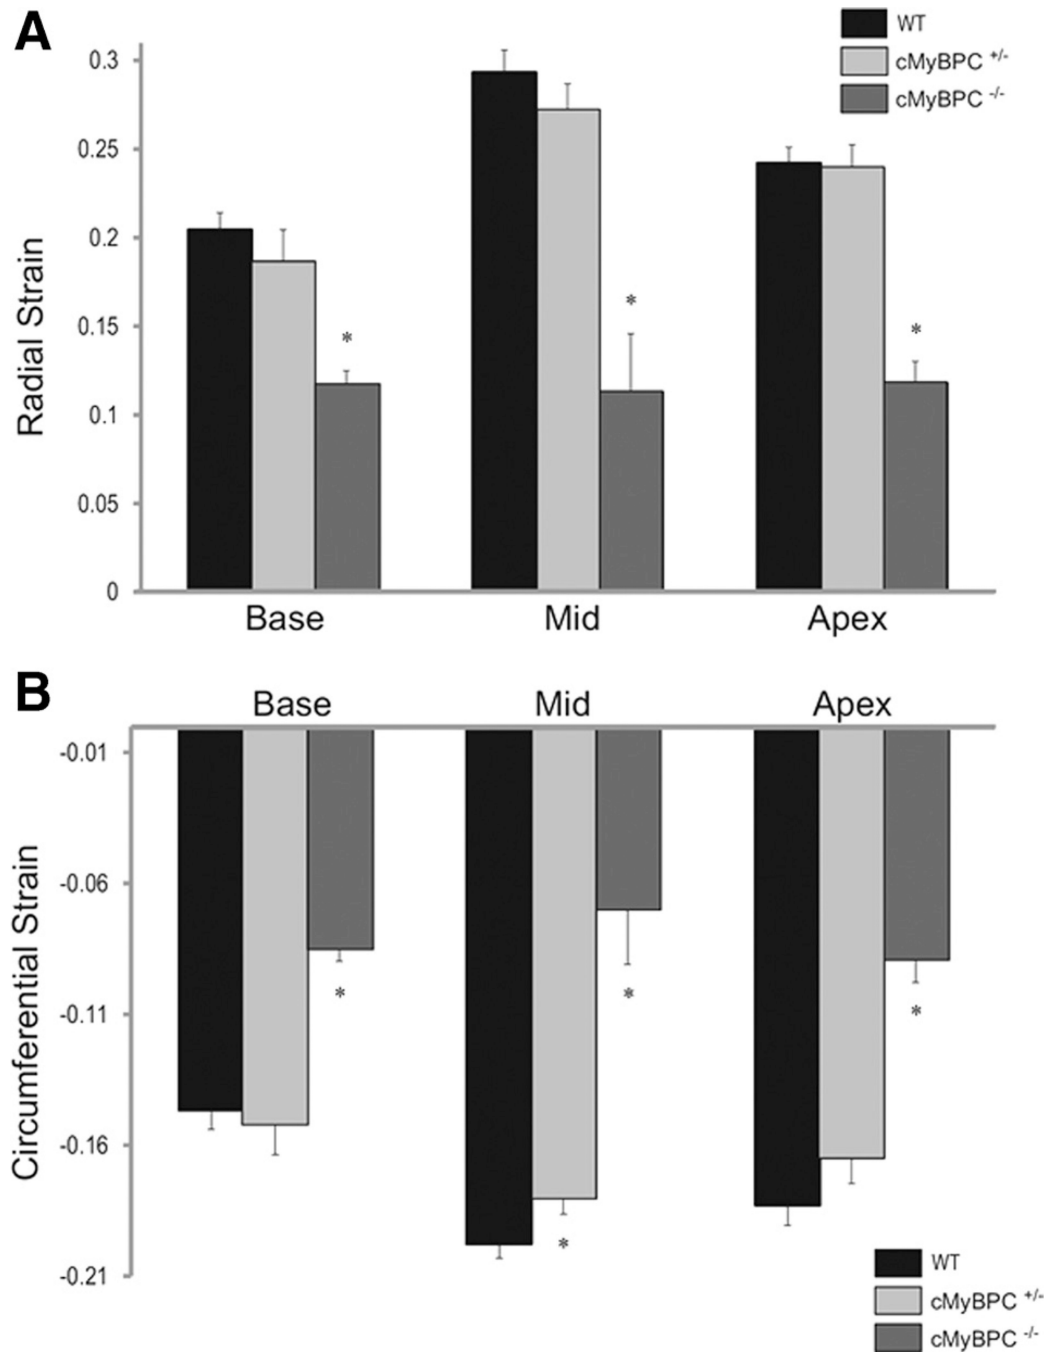 A
WT
cMyBPC +/-
cMyBPC -/-
0.3
0.25
0.2
0.15
0.1
0.05
0
Radial Strain
*
*
*
Base Mid Apex
B
Base Mid Apex
-0.01
-0.06
-0.11
-0.16
-0.21
Circumferential Strain
*
*
*
*
WT
cMyBPC +/-
cMyBPC -/-